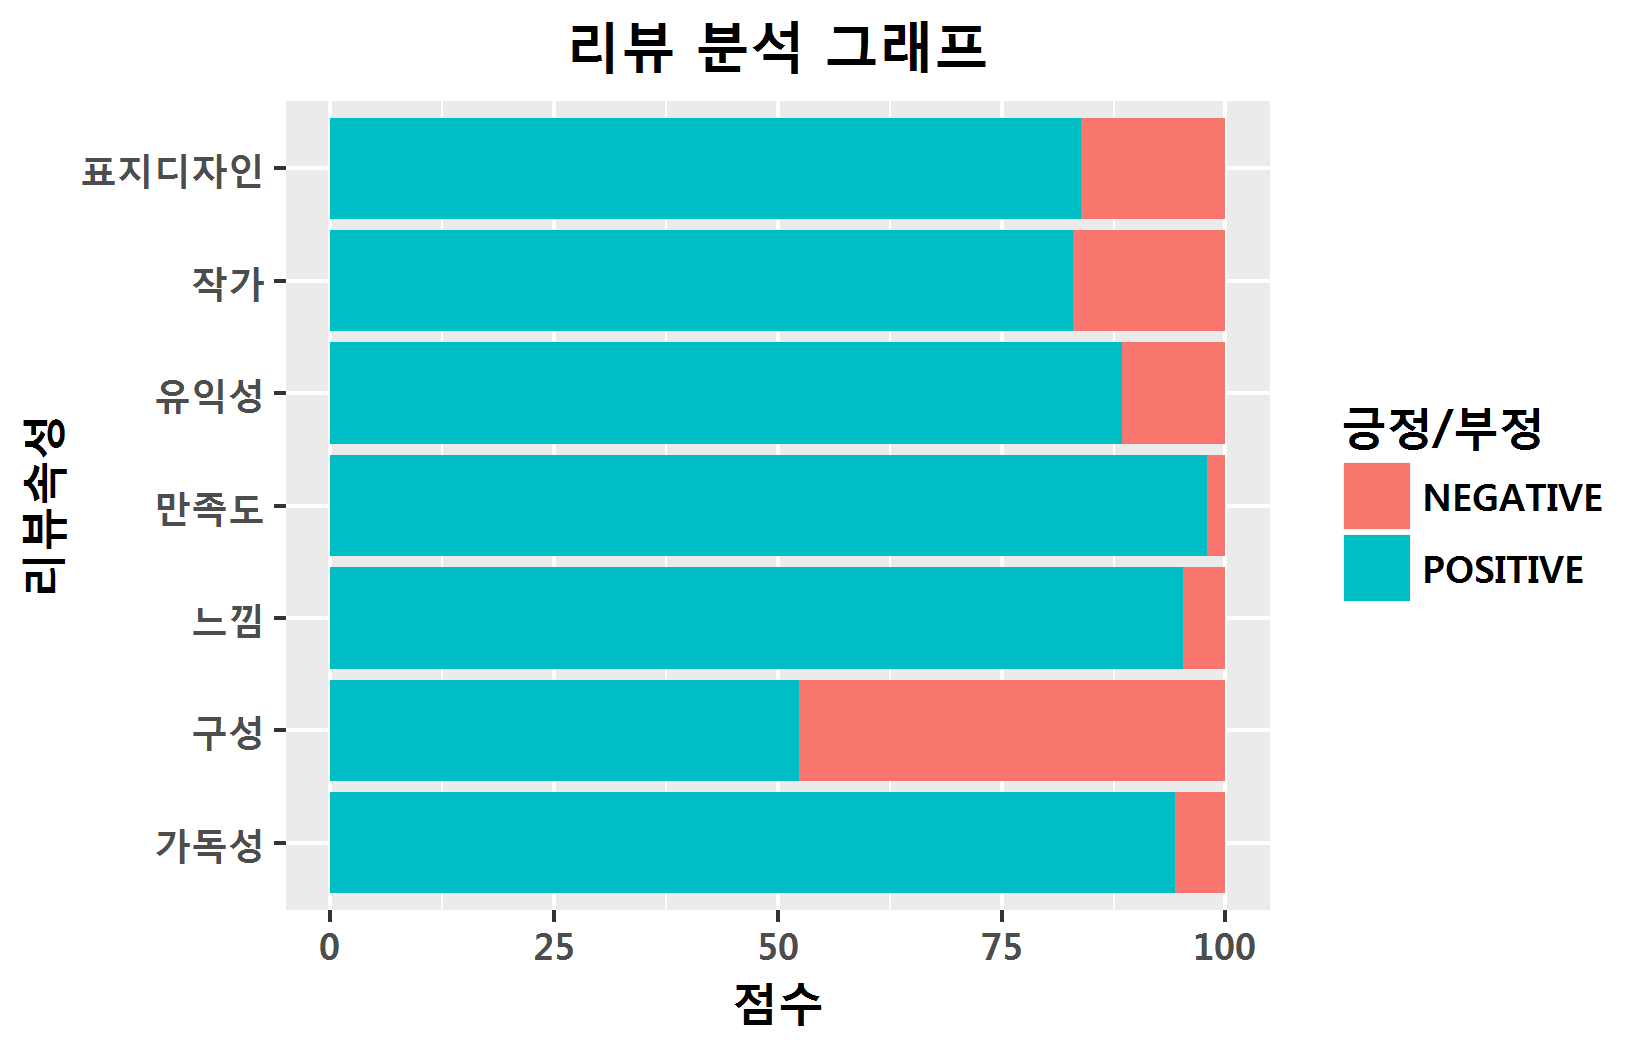 리뷰 분석 그래프
리뷰속성
표지디자인
작가
유익성
만족도
느낌
구성
가독성
0 25 50 75 100
점수
긍정/부정
NEGATIVE
POSITIVE